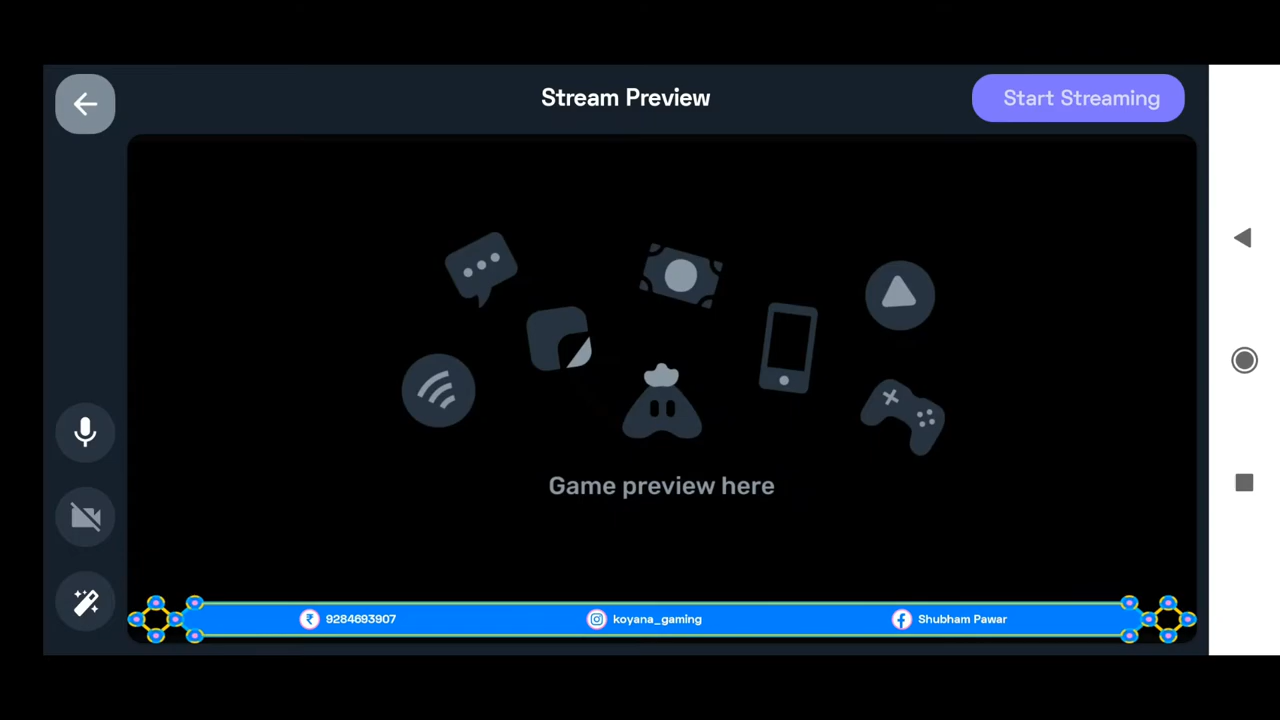 Stream Preview
Start Streaming
Game preview here
₹ 9284693907
koyana_gaming
Shubham Pawar